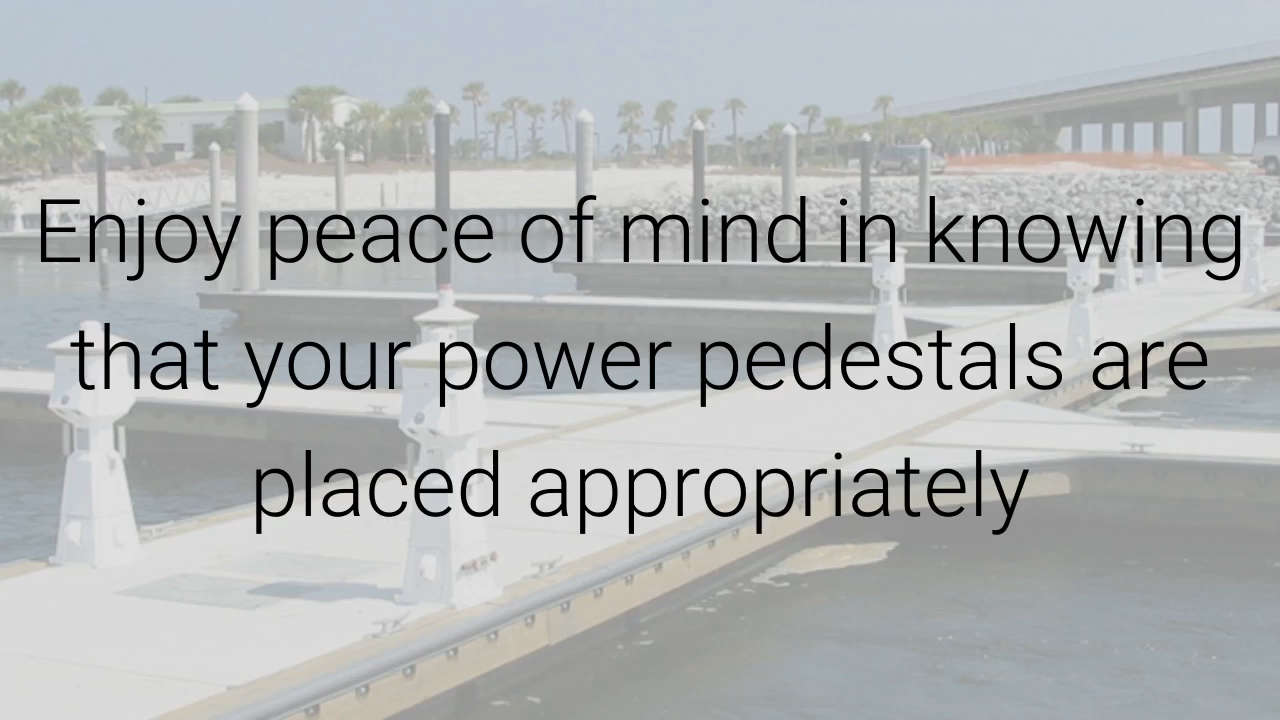 Enjoy peace of mind in knowing
that your power pedestals are
placed appropriately